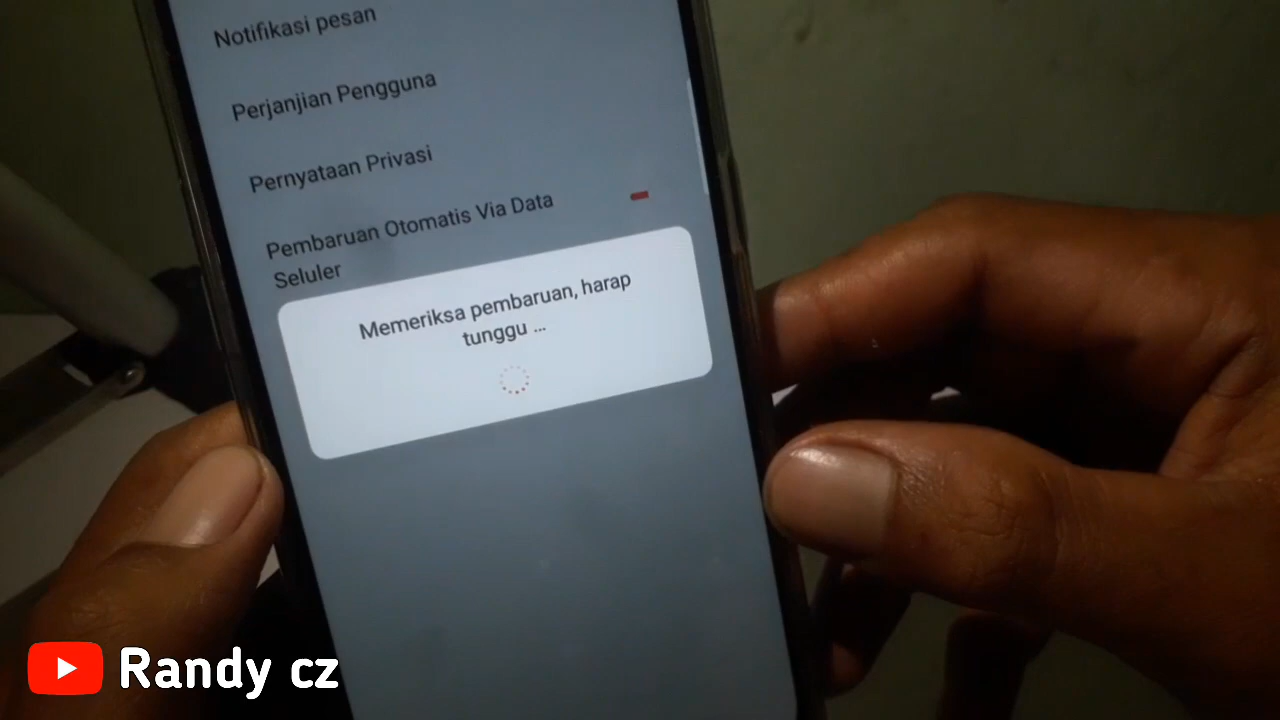 Notifikasi pesan
Perjanjian Pengguna
Pernyataan Privasi
Pembaruan Otomatis Via Data
Seluler
Memeriksa pembaruan, harap
tunggu ...
Randy cz